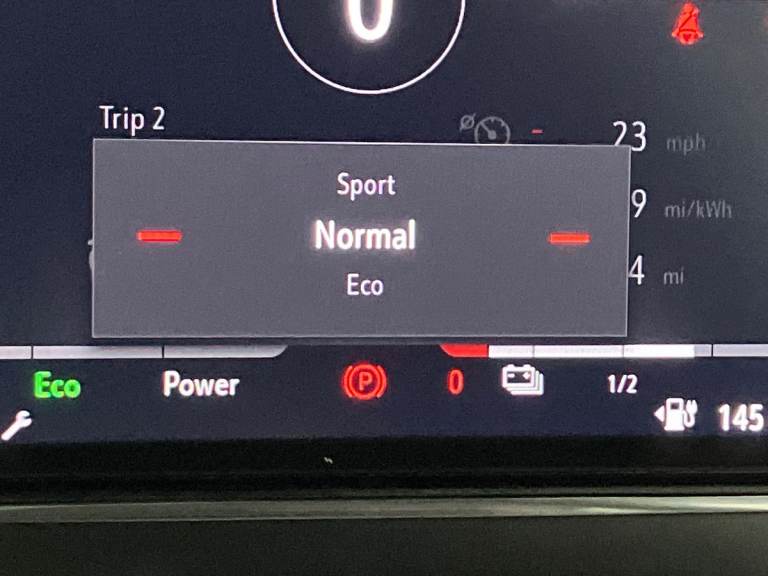 0
Trip 2
23 mph
Sport
9 mi/kWh
Normal
4 mi
Eco
Eco Power P 0 1/2
145